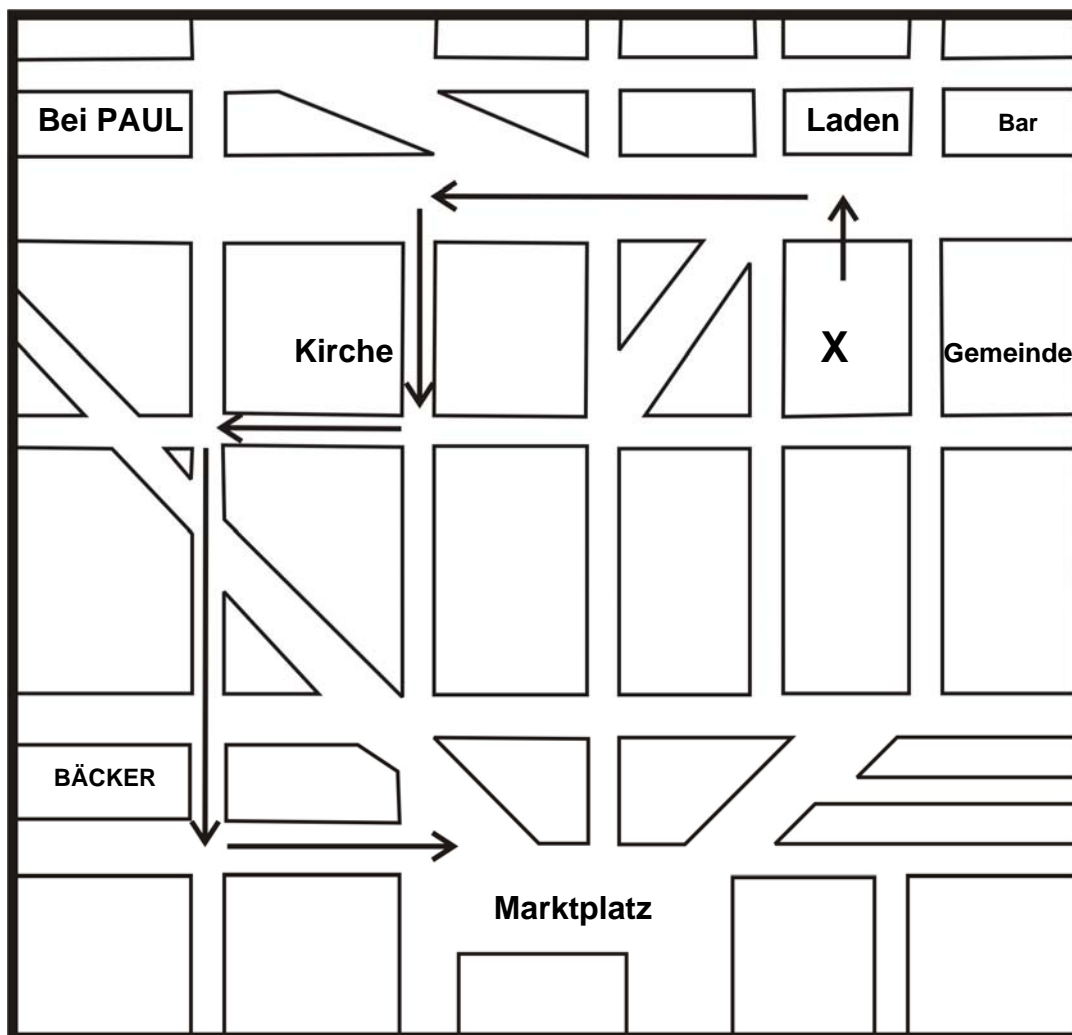 Bei PAUL
Laden
Bar
Kirche
X
Gemeinde
BÄCKER
Marktplatz